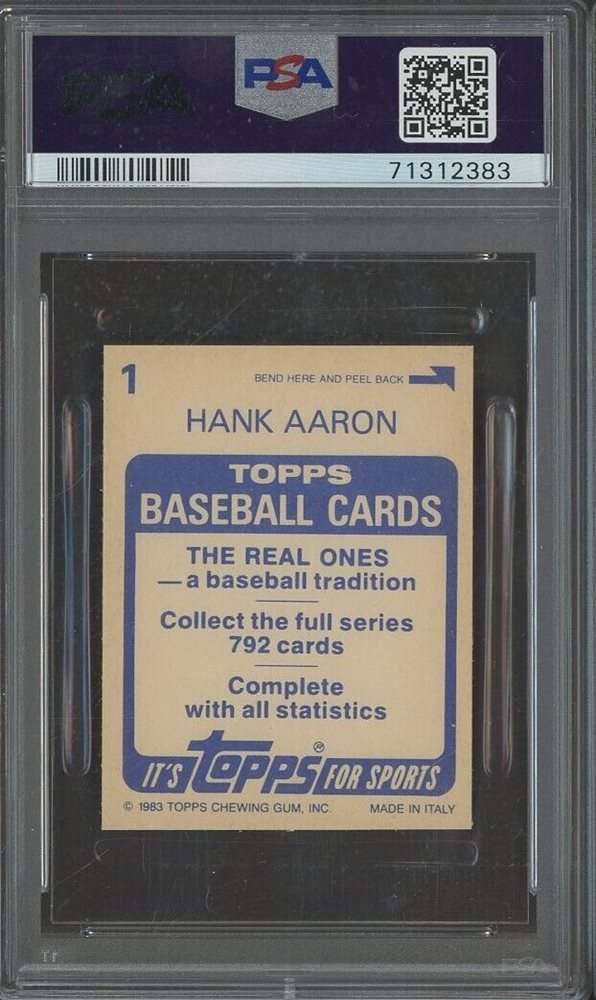 PSA
PSA
71312383
1
BEND HERE AND PEEL BACK
HANK AARON
TOPPS
BASEBALL CARDS
THE REAL ONES
—a baseball tradition
Collect the full series
792 cards
Complete
with all statistics
IT'S Topps® FOR SPORTS
© 1983 TOPPS CHEWING GUM, INC. MADE IN ITALY
PSA